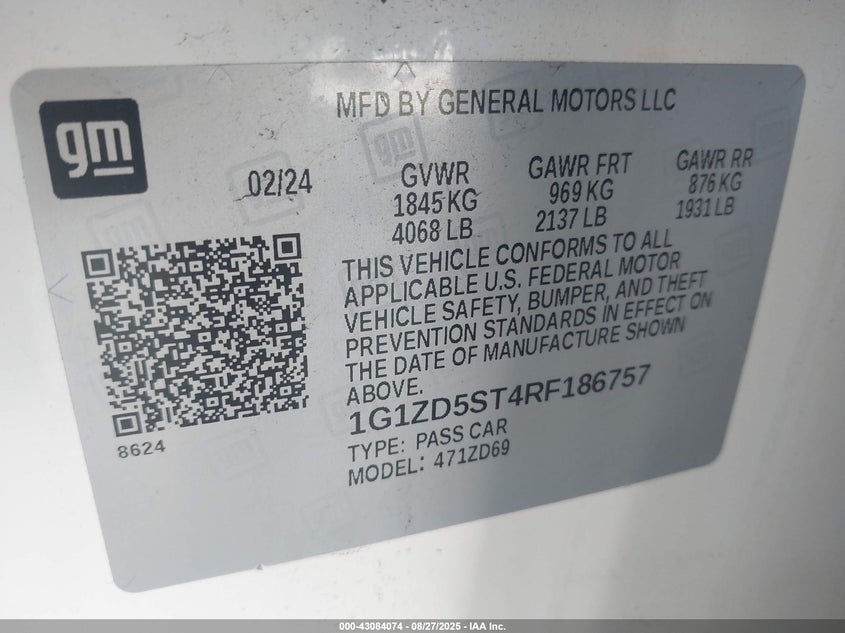 gm
MFD BY GENERAL MOTORS LLC
02/24
GVWR
1845 KG
4068 LB
GAWR FRT
969 KG
2137 LB
GAWR RR
876 KG
1931 LB
THIS VEHICLE CONFORMS TO ALL
APPLICABLE U.S. FEDERAL MOTOR
VEHICLE SAFETY, BUMPER, AND THEFT
PREVENTION STANDARDS IN EFFECT ON
THE DATE OF MANUFACTURE SHOWN
ABOVE.
1G1ZD5ST4RF186757
TYPE: PASS CAR
MODEL: 471ZD69
8624
000-43084074 - 08/27/2025 - IAA Inc.